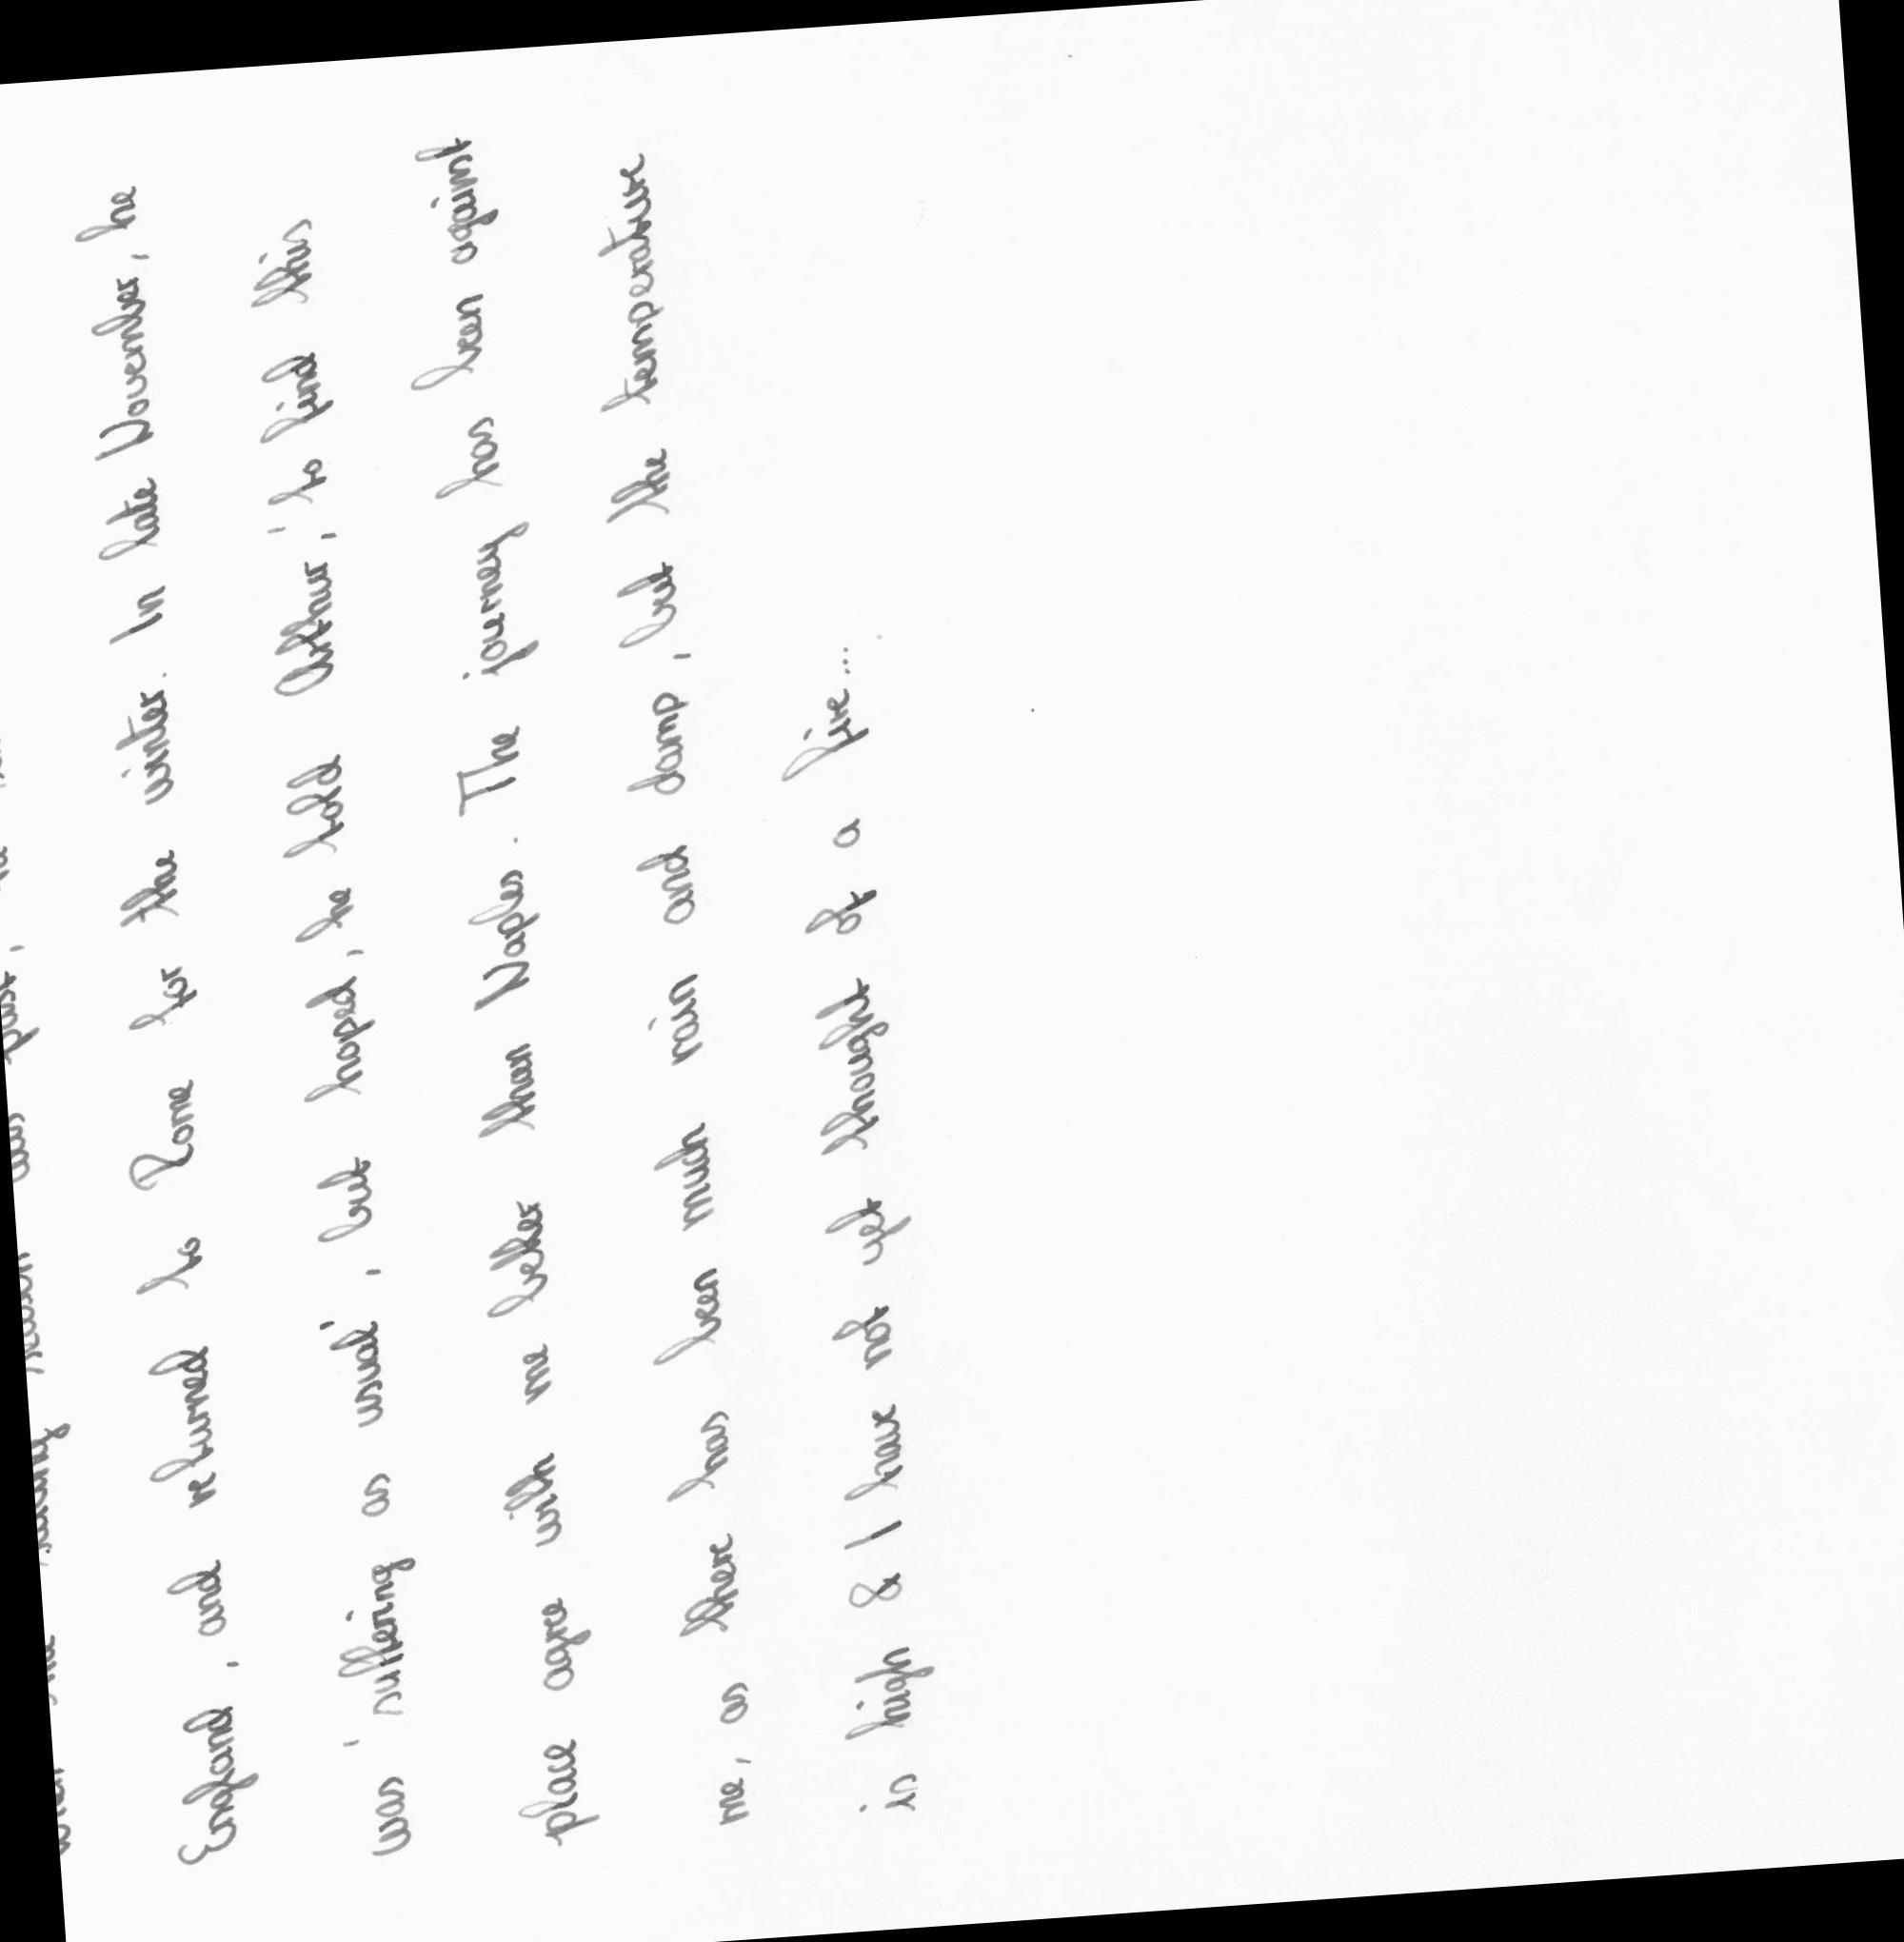 England, and returned to Rome for the winter. In late November, he
was 'suffering as usual', but hoped, he told Arthur, 'to find this
place agre with me better than Naples. The journey has been against
me, as there has been much rain and damp, but the temperature
is high & I have not yet thought of a fire....